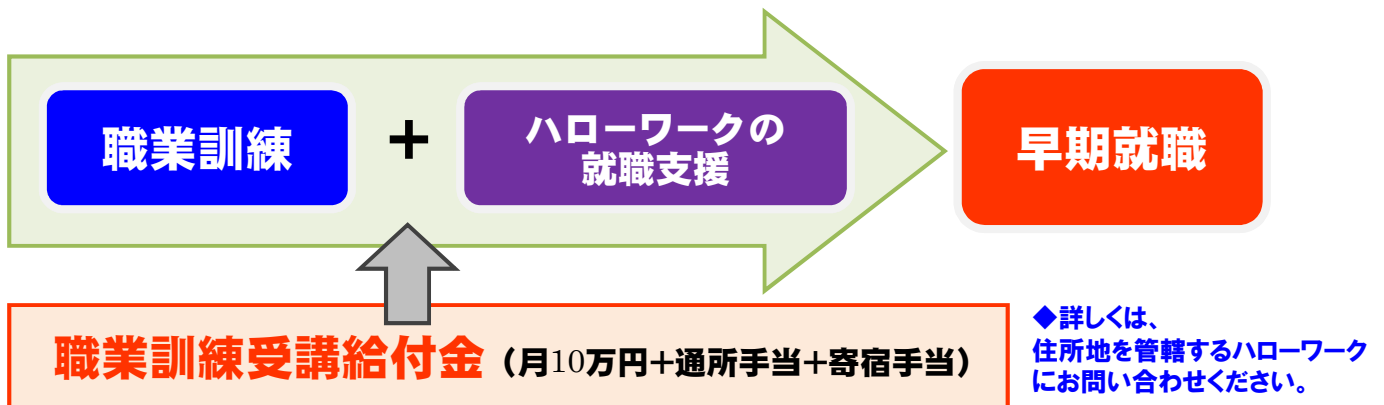 職業訓練
+
ハローワークの
就職支援
早期就職
職業訓練受講給付金（月10万円+通所手当+寄宿手当）
◆詳しくは、
住所地を管轄するハローワーク
にお問い合わせください。